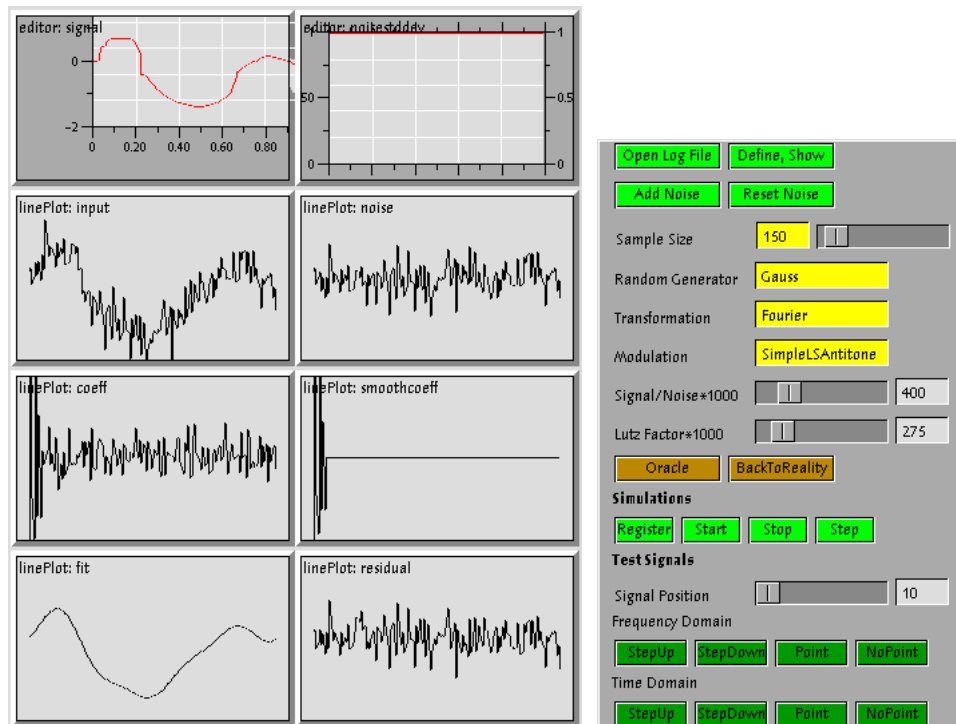 editor: signal
0
-2
0
0.20
0.40
0.60
0.80
editor: noisestddev
1
50
0
1
0.5
0
linePlot: input
linePlot: noise
linePlot: coeff
linePlot: smoothcoeff
linePlot: fit
linePlot: residual
Open Log File
Define, Show
Add Noise
Reset Noise
Sample Size
150
Random Generator
Gauss
Transformation
Fourier
Modulation
SimpleLSAntitone
Signal/Noise*1000
400
Lutz Factor*1000
275
Oracle
BackToReality
Simulations
Register
Start
Stop
Step
Test Signals
Signal Position
10
Frequency Domain
StepUp
StepDown
Point
NoPoint
Time Domain
StepUp
StepDown
Point
NoPoint